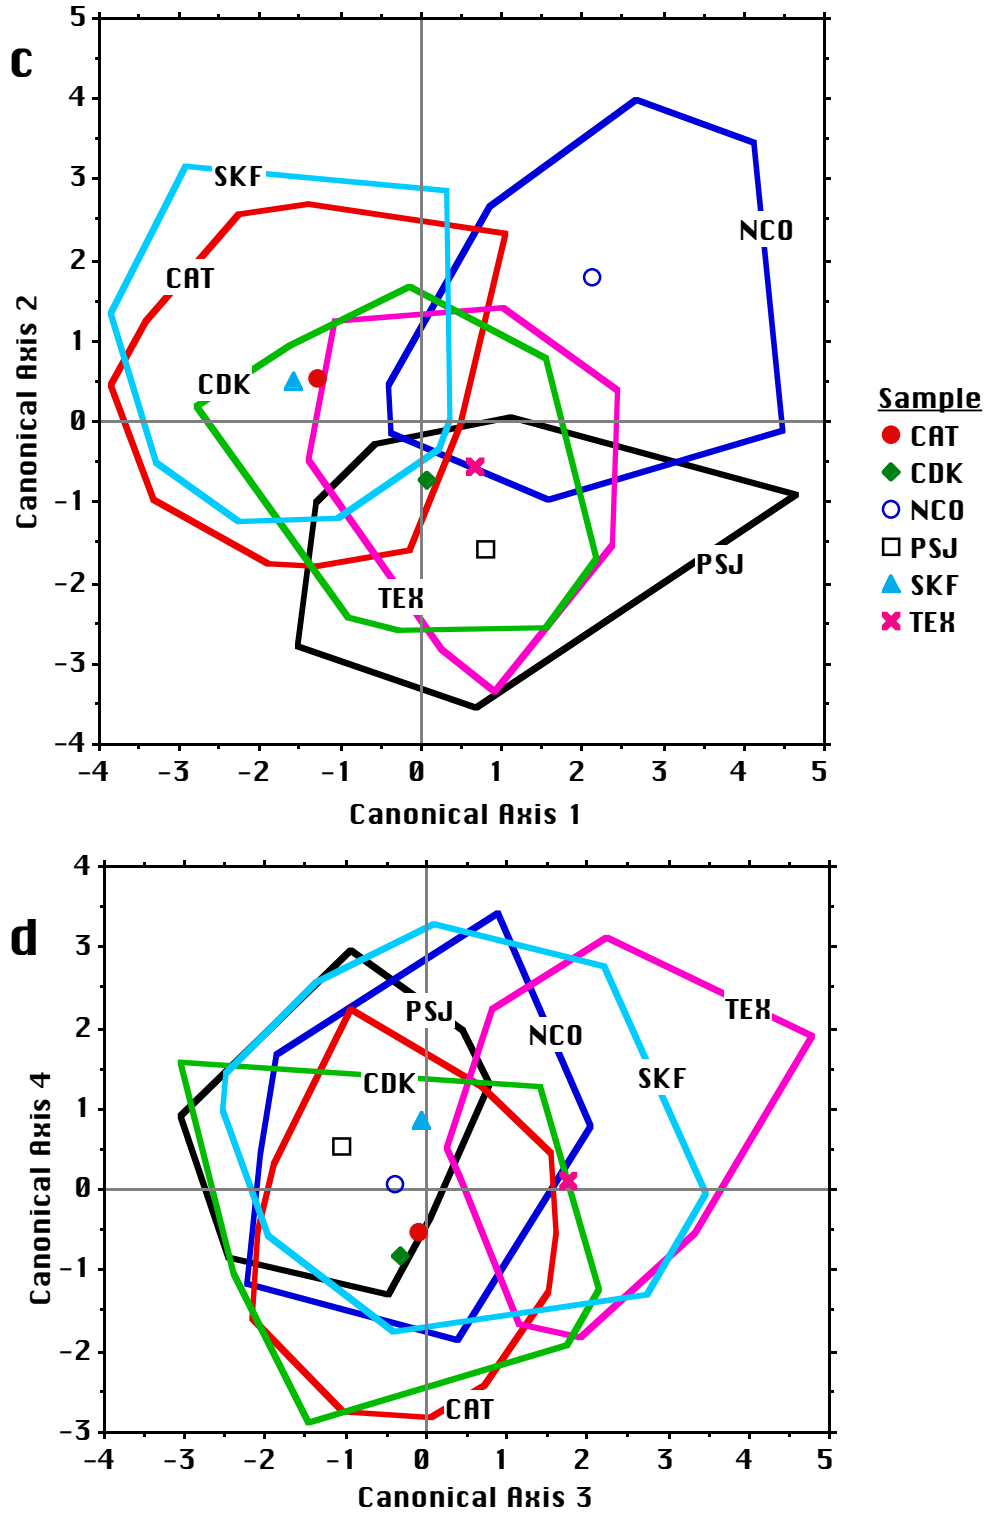 c
5
4
3
2
1
0
-1
-2
-3
-4
Canonical Axis 2
SKF
CAT
CDK
NCO
PSJ
TEX
-4 -3 -2 -1 0 1 2 3 4 5
Canonical Axis 1
Sample
CAT
CDK
NCO
PSJ
SKF
TEX
d
4
3
2
1
0
-1
-2
-3
Canonical Axis 4
PSJ
TEX
NCO
CDK
SKF
CAT
-4 -3 -2 -1 0 1 2 3 4 5
Canonical Axis 3